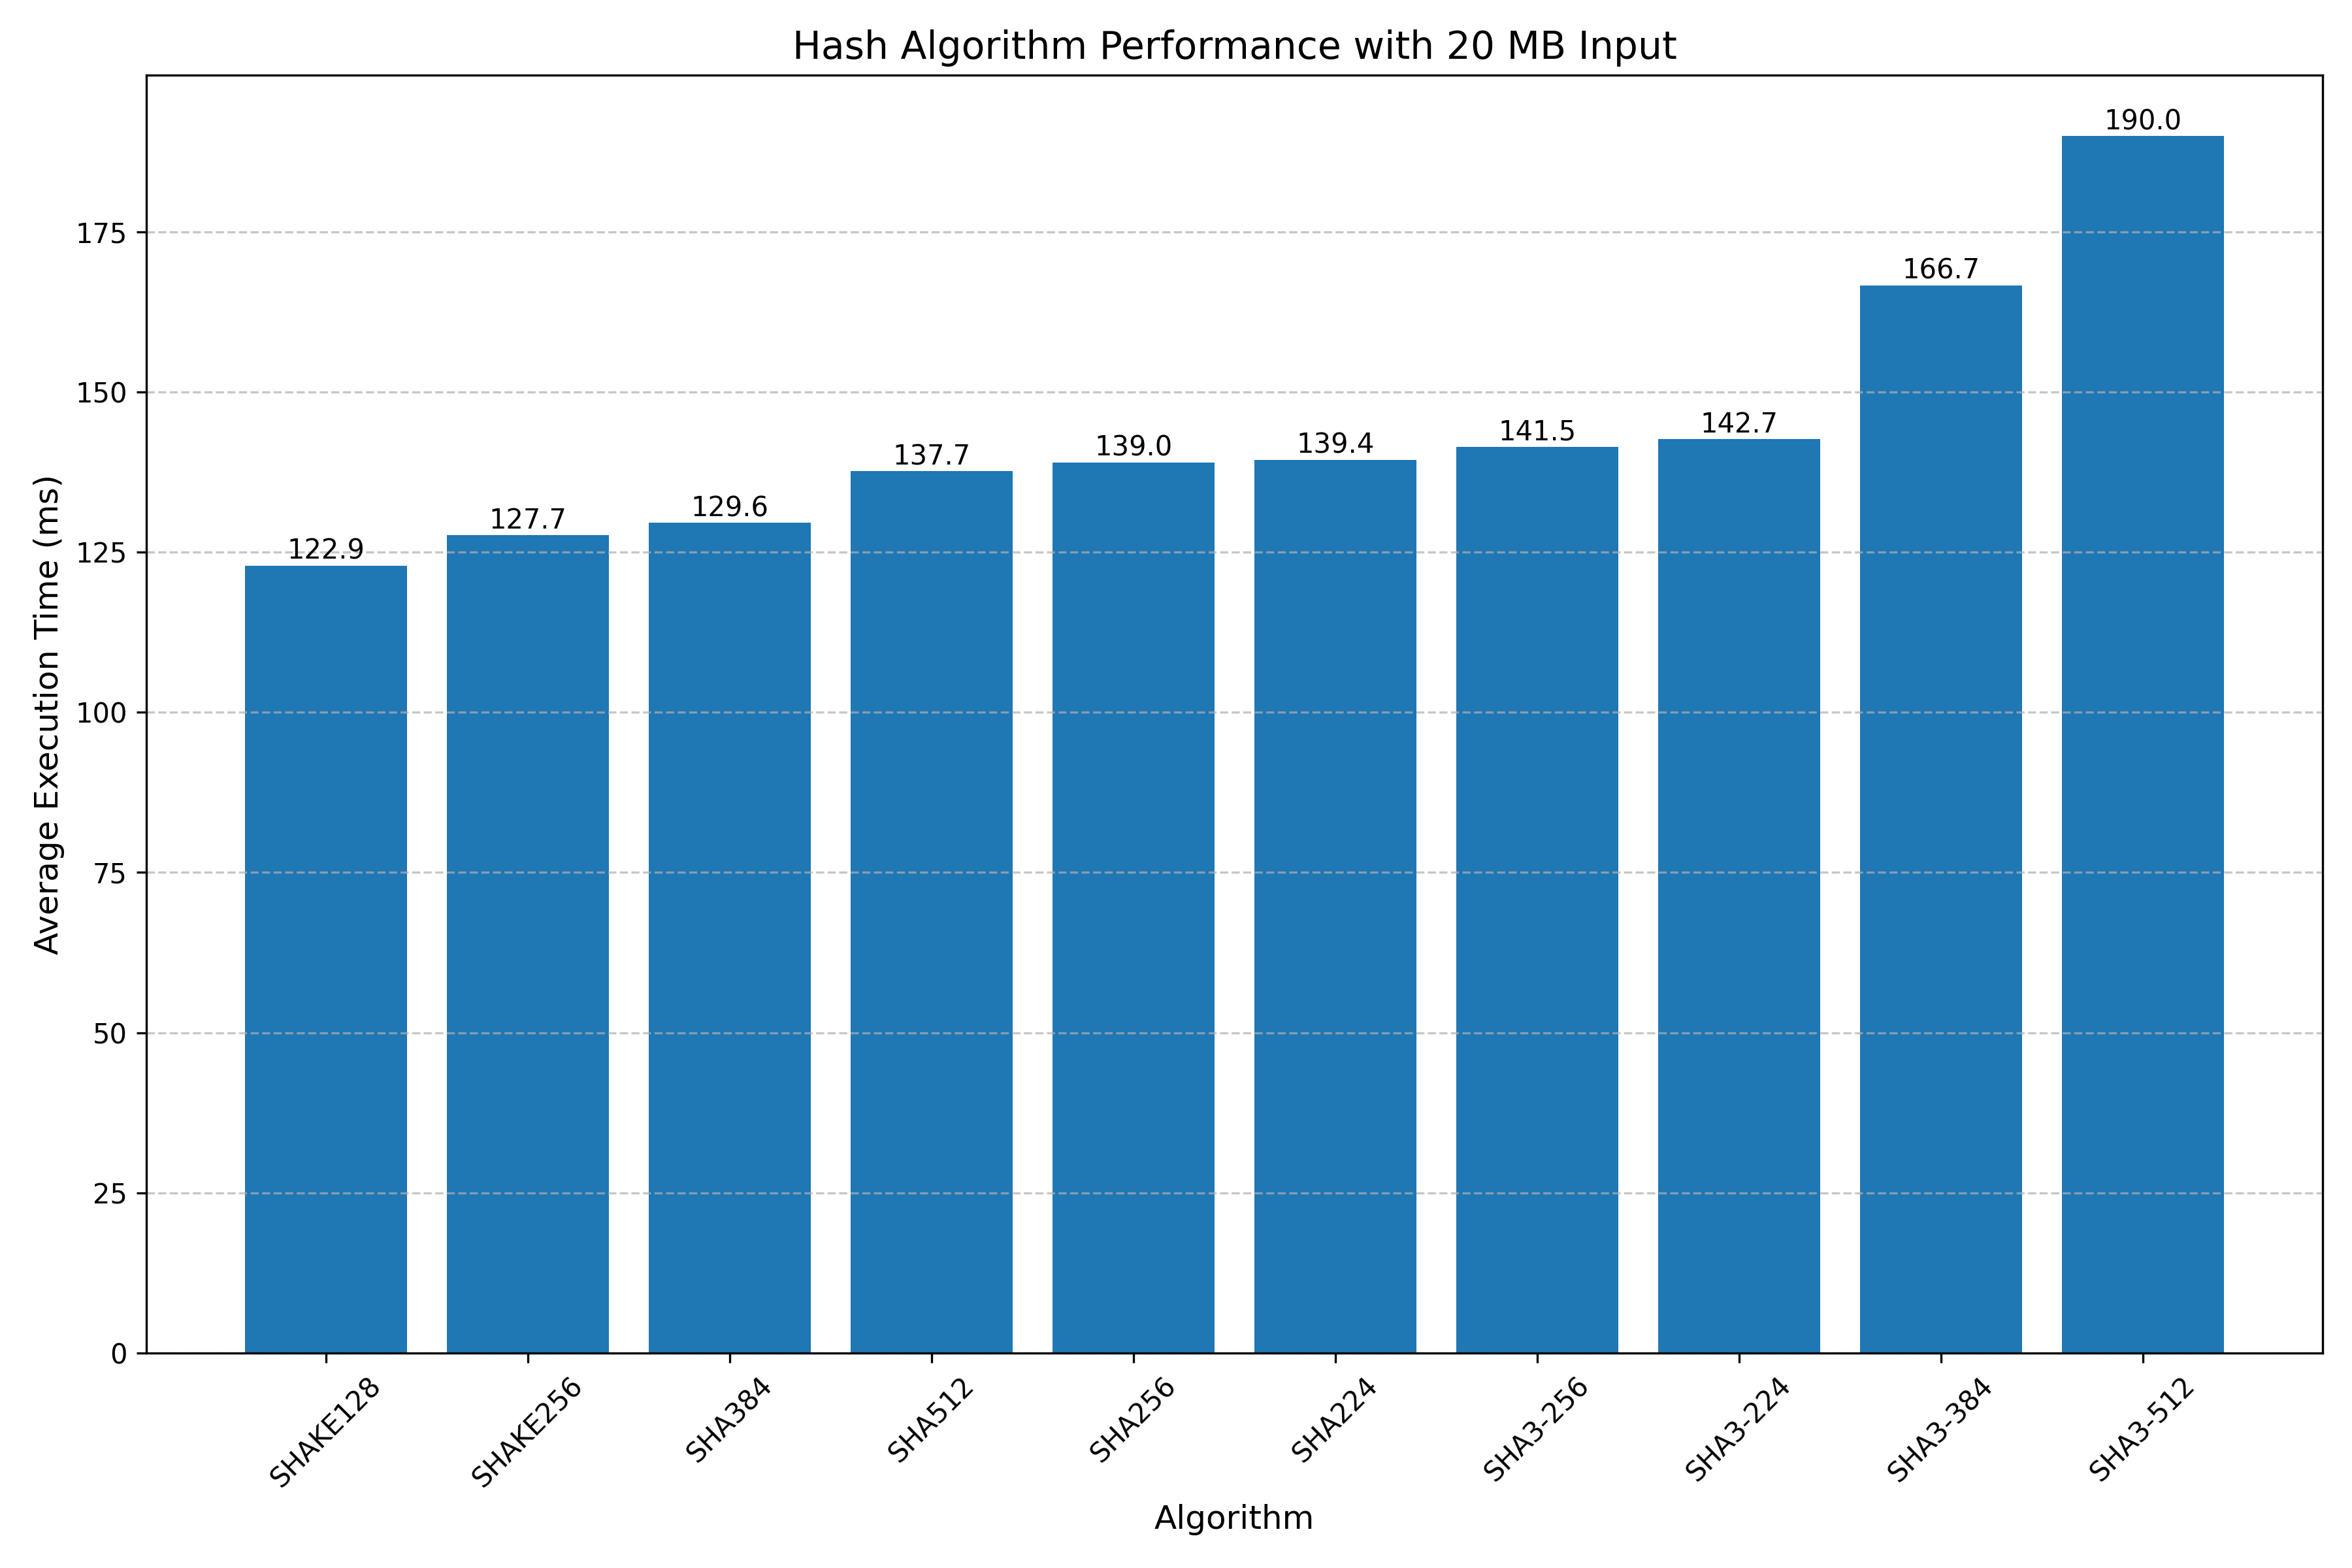 Hash Algorithm Performance with 20 MB Input
Average Execution Time (ms)
175
150
125
100
75
50
25
0
122.9
127.7
129.6
137.7
139.0
139.4
141.5
142.7
166.7
190.0
SHAKE128
SHAKE256
SHA384
SHA512
SHA256
SHA224
SHA3-256
SHA3-224
SHA3-384
SHA3-512
Algorithm